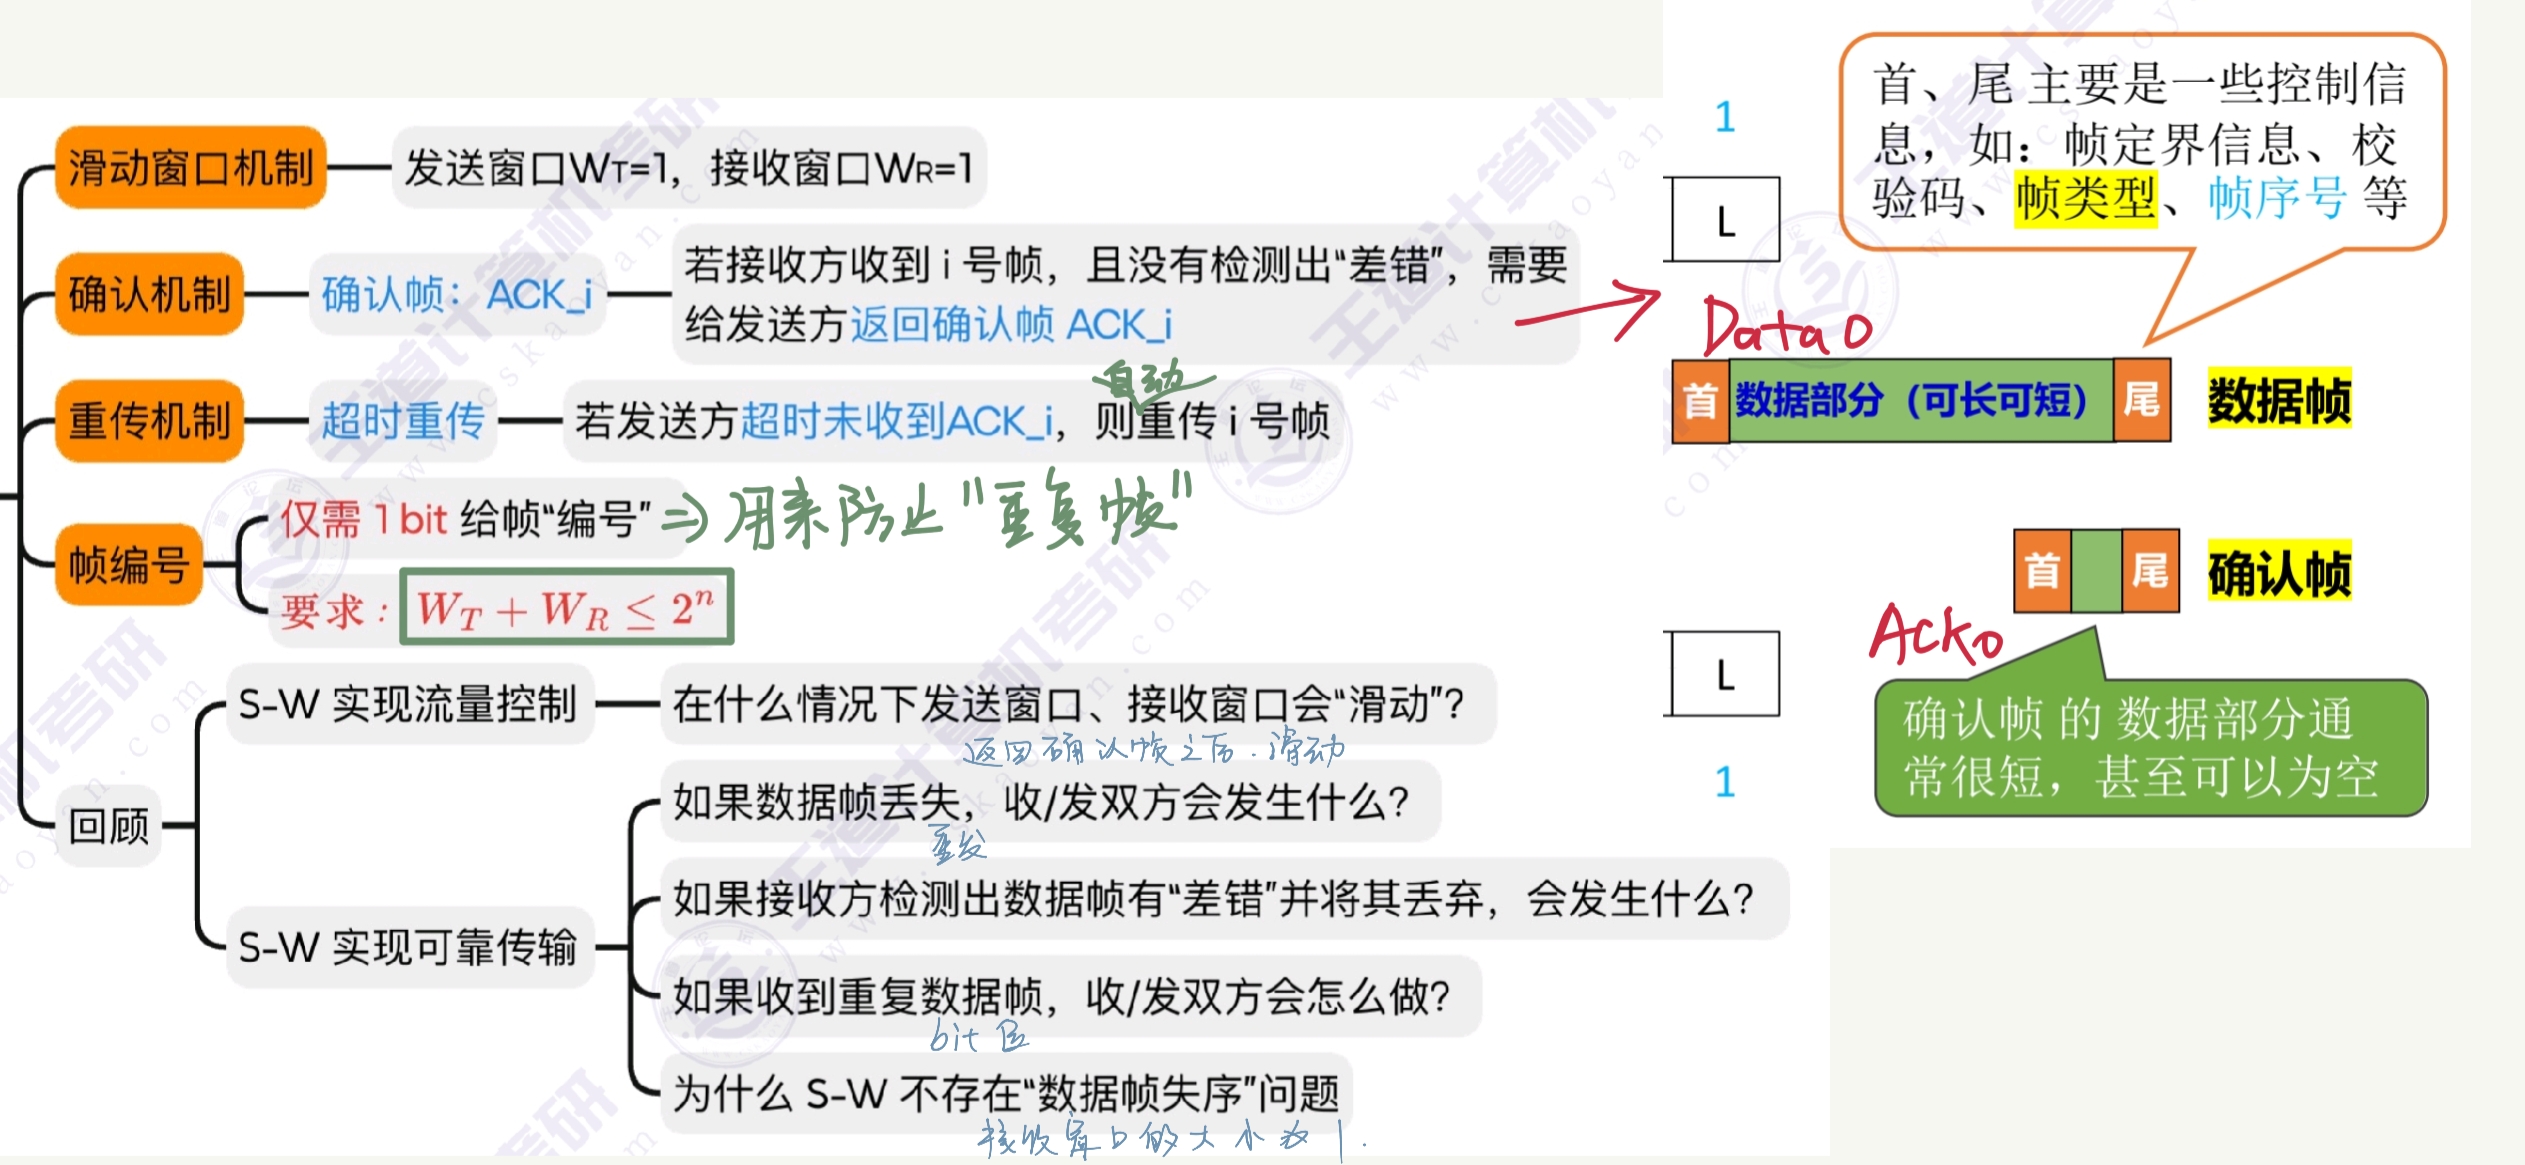 滑动窗口机制
发送窗口WT=1，接收窗口WR=1
确认机制
确认帧：ACK_i
若接收方收到 i 号帧，且没有检测出“差错”，需要
给发送方返回确认帧 ACK_i
重传机制
超时重传
自动
若发送方超时未收到ACK_i，则重传 i 号帧
帧编号
仅需 1 bit 给帧“编号”
⇒ 用来防止“重复帧”
要求：W_T + W_R ≤ 2^n
回顾
S-W 实现流量控制
在什么情况下发送窗口、接收窗口会“滑动”？
返回确认帧之后.滑动
S-W 实现可靠传输
如果数据帧丢失，收/发双方会发生什么？
重发
如果接收方检测出数据帧有“差错”并将其丢弃，会发生什么？
如果收到重复数据帧，收/发双方会怎么做？
bit
为什么 S-W 不存在“数据帧失序”问题
接收窗口的大小为1.
1
L
首、尾 主要是一些控制信
息，如：帧定界信息、校
验码、帧类型、帧序号 等
Data0
首 数据部分（可长可短） 尾 数据帧
首 尾 确认帧
Ack0
L
确认帧 的 数据部分通
常很短，甚至可以为空
1
王道计算机考研
www.cskaoyan.com